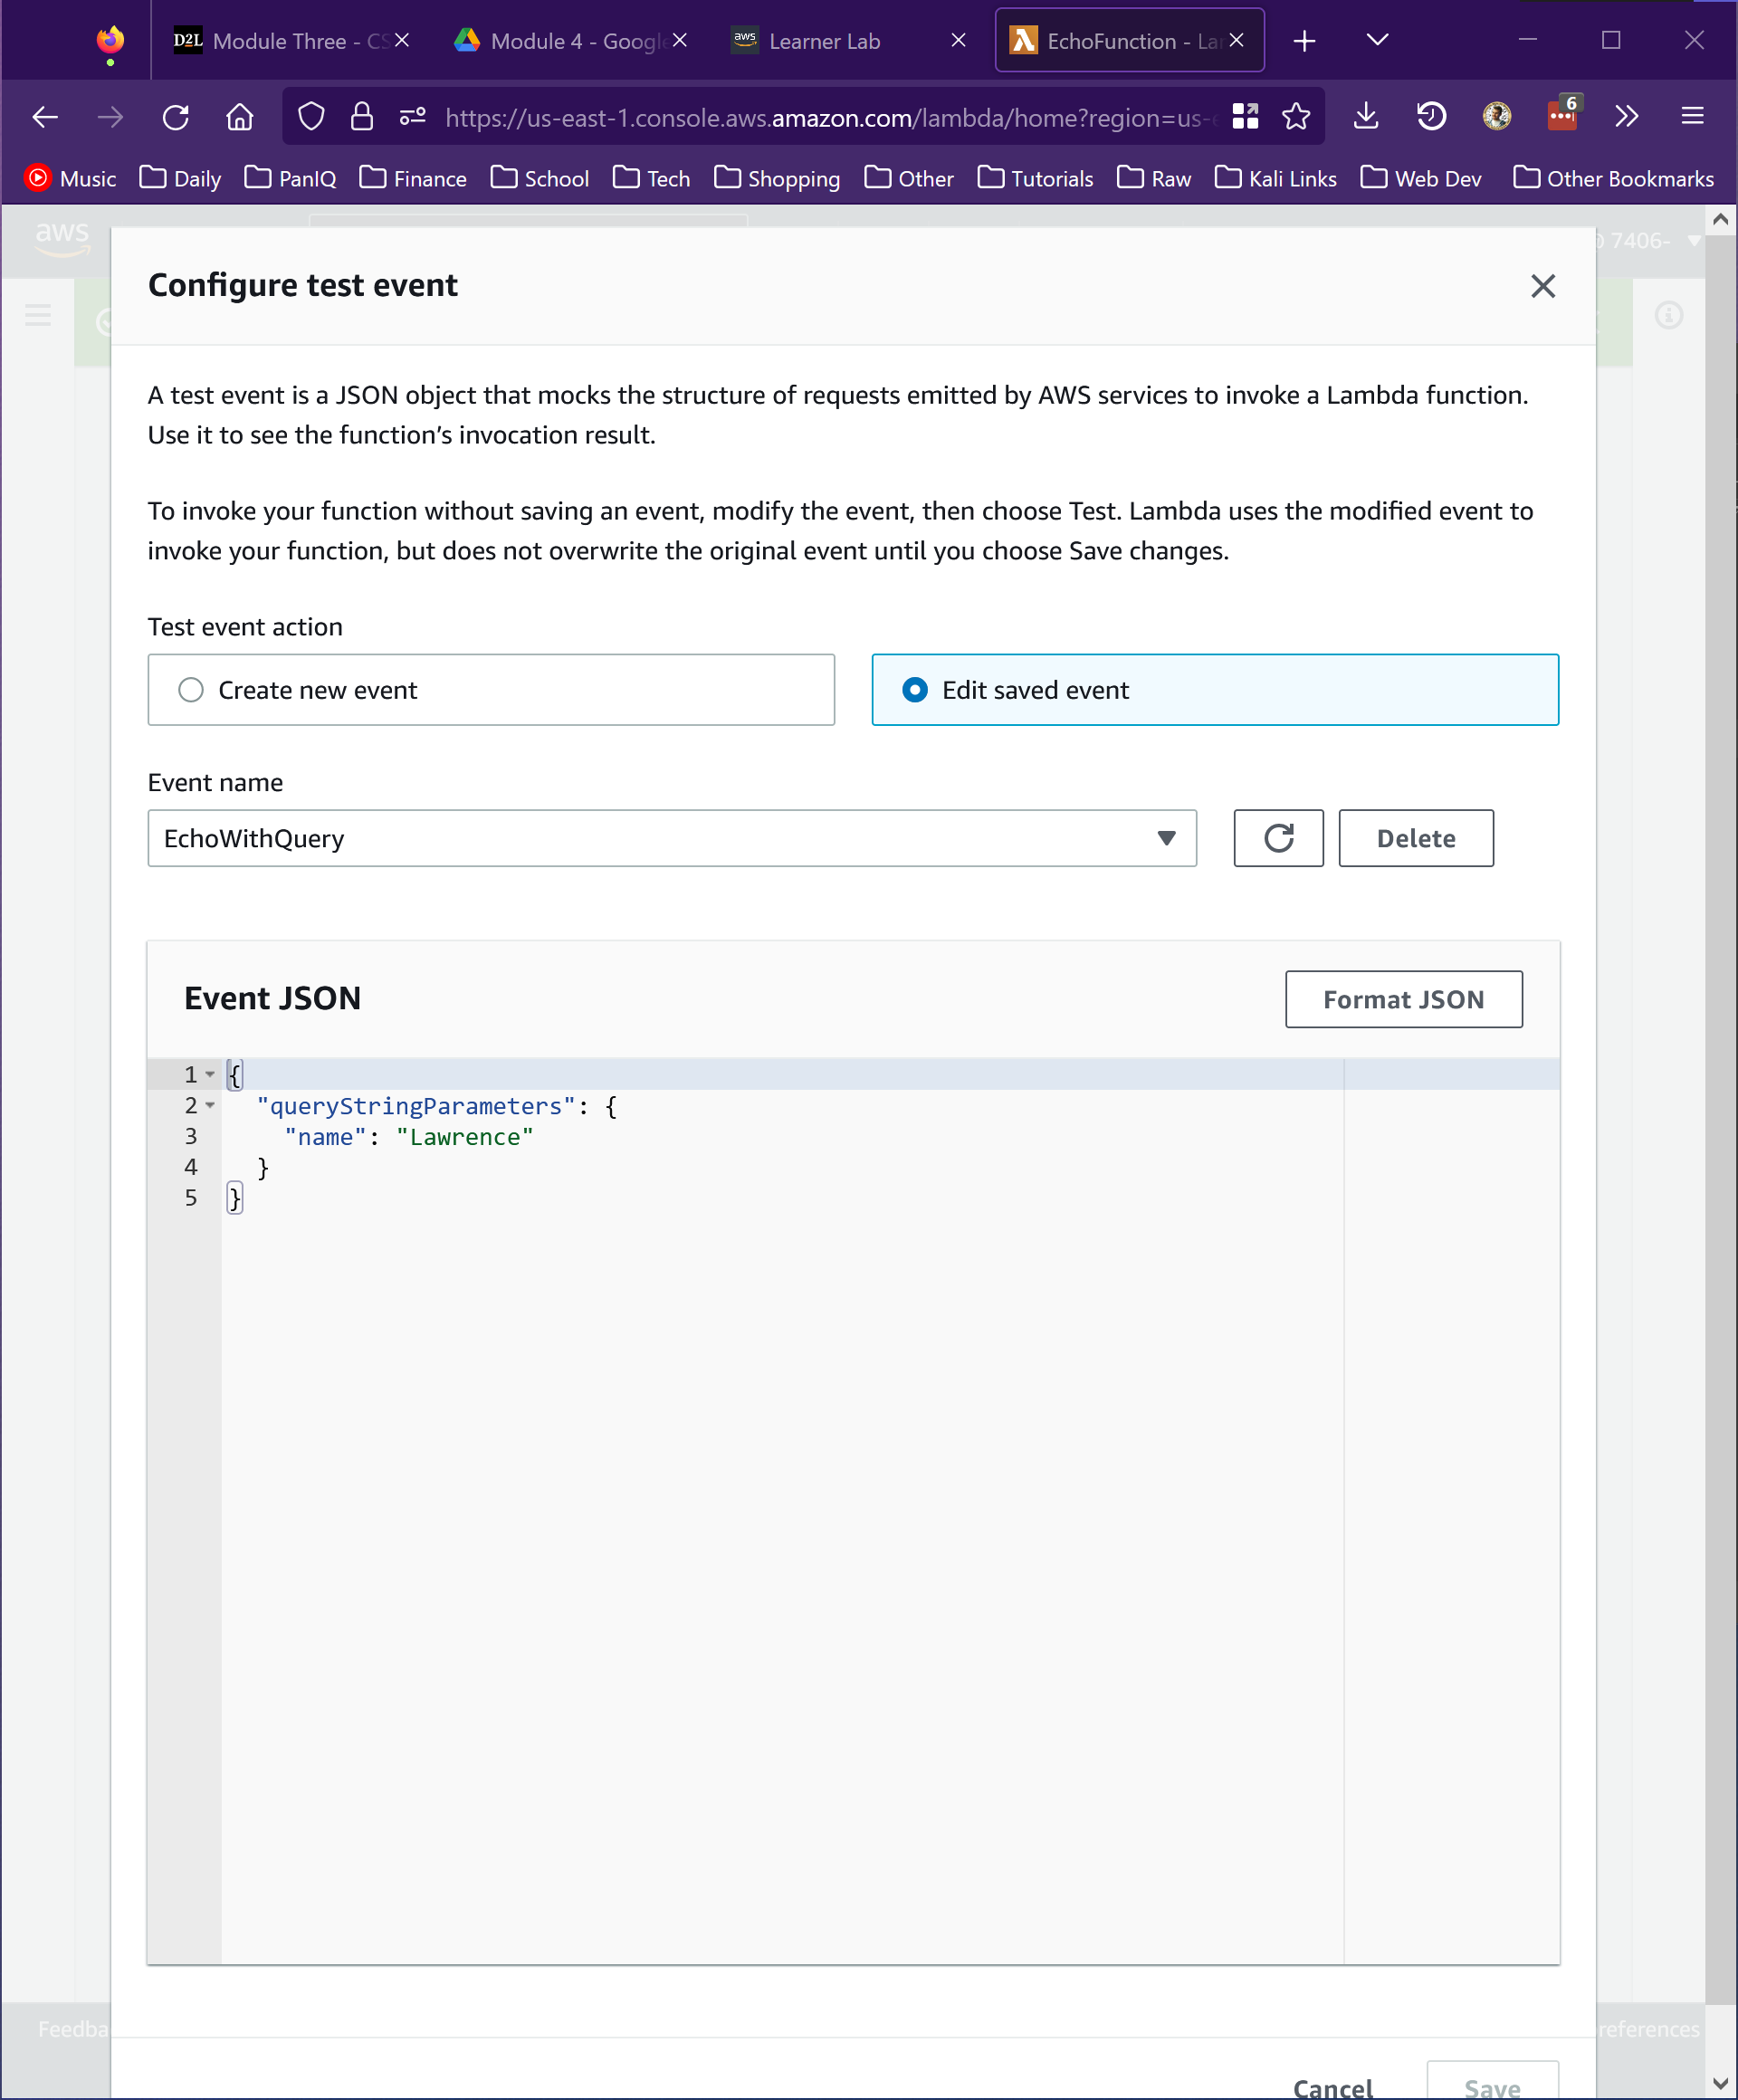 D2L Module Three - CS
Module 4 - Google
aws Learner Lab
EchoFunction - La
https://us-east-1.console.aws.amazon.com/lambda/home?region=us-e
6
Music Daily PanIQ Finance School Tech Shopping Other Tutorials Raw Kali Links Web Dev Other Bookmarks
aws
7406-
Configure test event
A test event is a JSON object that mocks the structure of requests emitted by AWS services to invoke a Lambda function.
Use it to see the function’s invocation result.
To invoke your function without saving an event, modify the event, then choose Test. Lambda uses the modified event to
invoke your function, but does not overwrite the original event until you choose Save changes.
Test event action
Create new event
Edit saved event
Event name
EchoWithQuery
Delete
Event JSON
Format JSON
1 {
2 "queryStringParameters": {
3 "name": "Lawrence"
4 }
5 }
Feedba
references
Cancel
Save